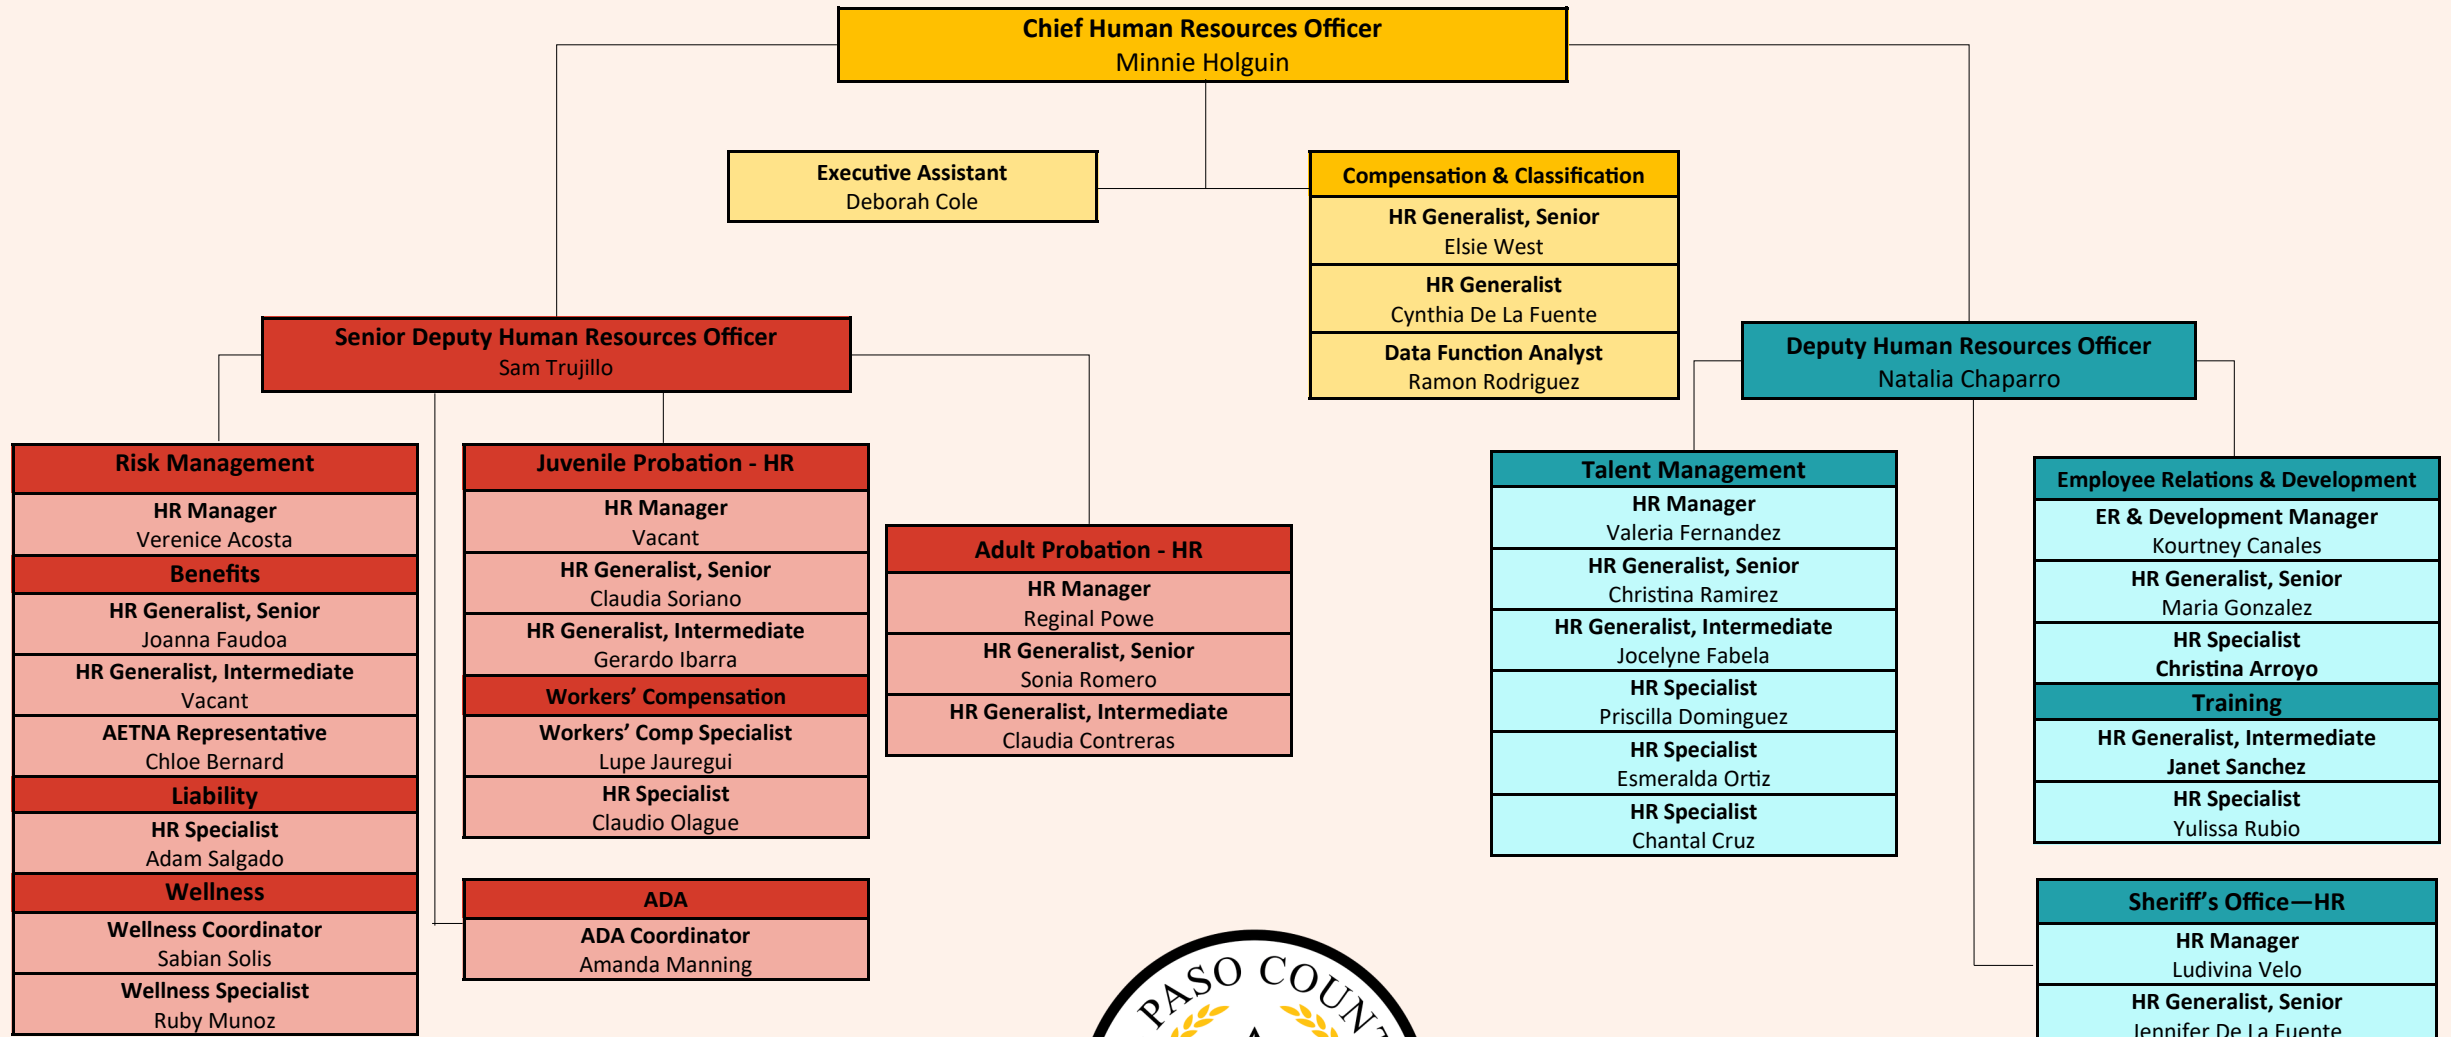 Chief Human Resources Officer
Minnie Holguin
Executive Assistant
Deborah Cole
Compensation & Classification
HR Generalist, Senior
Elsie West
HR Generalist
Cynthia De La Fuente
Data Function Analyst
Ramon Rodriguez
Senior Deputy Human Resources Officer
Sam Trujillo
Deputy Human Resources Officer
Natalia Chaparro
Risk Management
HR Manager
Verenice Acosta
Benefits
HR Generalist, Senior
Joanna Faudoa
HR Generalist, Intermediate
Vacant
AETNA Representative
Chloe Bernard
Liability
HR Specialist
Adam Salgado
Wellness
Wellness Coordinator
Sabian Solis
Wellness Specialist
Ruby Munoz
Juvenile Probation - HR
HR Manager
Vacant
HR Generalist, Senior
Claudia Soriano
HR Generalist, Intermediate
Gerardo Ibarra
Workers’ Compensation
Workers’ Comp Specialist
Lupe Jauregui
HR Specialist
Claudio Olague
ADA
ADA Coordinator
Amanda Manning
Adult Probation - HR
HR Manager
Reginal Powe
HR Generalist, Senior
Sonia Romero
HR Generalist, Intermediate
Claudia Contreras
Talent Management
HR Manager
Valeria Fernandez
HR Generalist, Senior
Christina Ramirez
HR Generalist, Intermediate
Jocelyne Fabela
HR Specialist
Priscilla Dominguez
HR Specialist
Esmeralda Ortiz
HR Specialist
Chantal Cruz
Employee Relations & Development
ER & Development Manager
Kourtney Canales
HR Generalist, Senior
Maria Gonzalez
HR Specialist
Christina Arroyo
Training
HR Generalist, Intermediate
Janet Sanchez
HR Specialist
Yulissa Rubio
Sheriff’s Office—HR
HR Manager
Ludivina Velo
HR Generalist, Senior
Jennifer De La Fuente
PASO COUNT